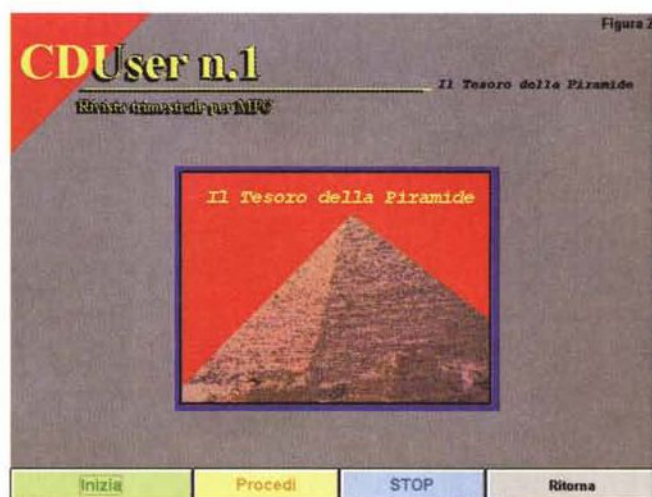 Figura 2
CDUser n.1
Il Tesoro della Piramide
Rivista trimestrale per MPC
Il Tesoro della Piramide
Inizia
Procedi
STOP
Ritorna